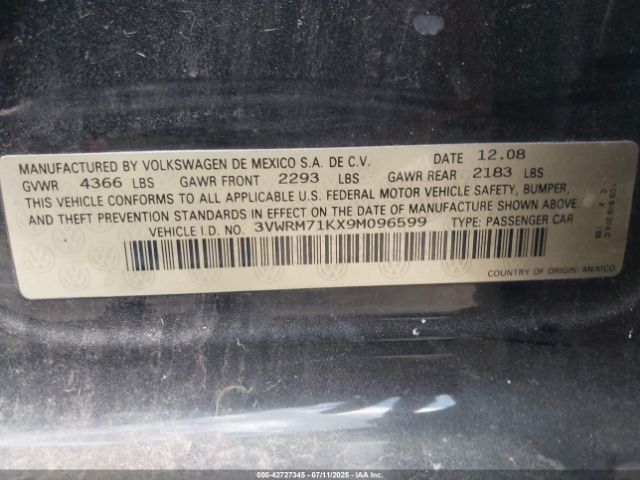 MANUFACTURED BY VOLKSWAGEN DE MEXICO S.A. DE C.V. DATE 12.08
GVWR 4366 LBS GAWR FRONT 2293 LBS GAWR REAR 2183 LBS
THIS VEHICLE CONFORMS TO ALL APPLICABLE U.S. FEDERAL MOTOR VEHICLE SAFETY, BUMPER,
AND THEFT PREVENTION STANDARDS IN EFFECT ON THE DATE OF MANUFACTURE SHOWN ABOVE.
VEHICLE I.D. NO. 3VWRM71KX9M096599 TYPE: PASSENGER CAR
COUNTRY OF ORIGIN: MEXICO
000-42727345 - 07/11/2025 - IAAI.COM